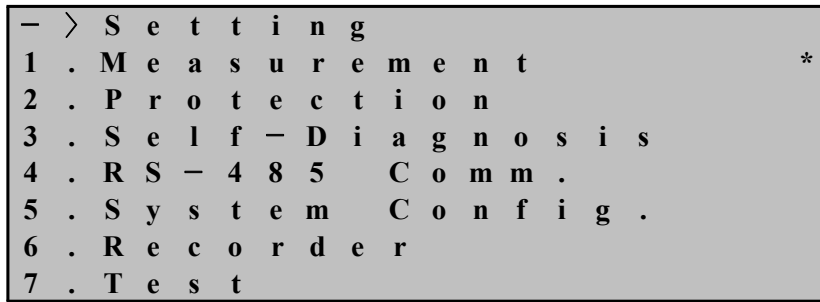 -> Setting
1. Measurement *
2. Protection
3. Self-Diagnosis
4. RS-485 Comm.
5. System Config.
6. Recorder
7. Test